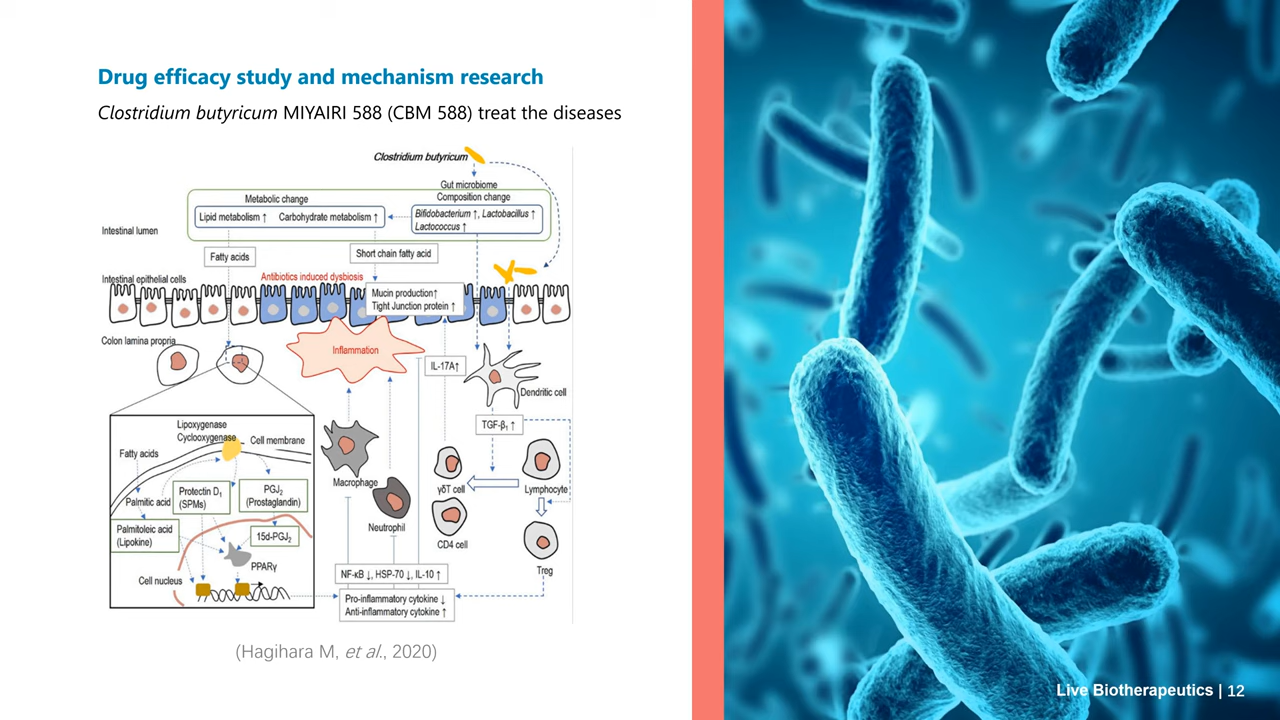 Drug efficacy study and mechanism research
Clostridium butyricum MIYAIRI 588 (CBM 588) treat the diseases
Clostridium butyricum
Gut microbiome
Composition change
Metabolic change
Lipid metabolism ↑ Carbohydrate metabolism ↑
Bifidobacterium ↑, Lactobacillus ↑
Lactococcus ↑
Intestinal lumen
Fatty acids
Short chain fatty acid
Intestinal epithelial cells
Antibiotics induced dysbiosis
Mucin production↑
Tight Junction protein ↑
Colon lamina propria
Inflammation
IL-17A↑
Dendritic cell
TGF-β₁ ↑
Lipoxygenase
Cyclooxygenase
Cell membrane
Fatty acids
Macrophage
γδT cell
Lymphocyte
Palmitic acid
Protectin D₁
(SPMs)
PGJ₂
(Prostaglandin)
Neutrophil
Palmitoleic acid
(Lipokine)
15d-PGJ₂
CD4 cell
PPARγ
Treg
Cell nucleus
NF-κB ↓, HSP-70 ↓, IL-10 ↑
Pro-inflammatory cytokine ↓
Anti-inflammatory cytokine ↑
(Hagihara M, et al., 2020)
Live Biotherapeutics | 12